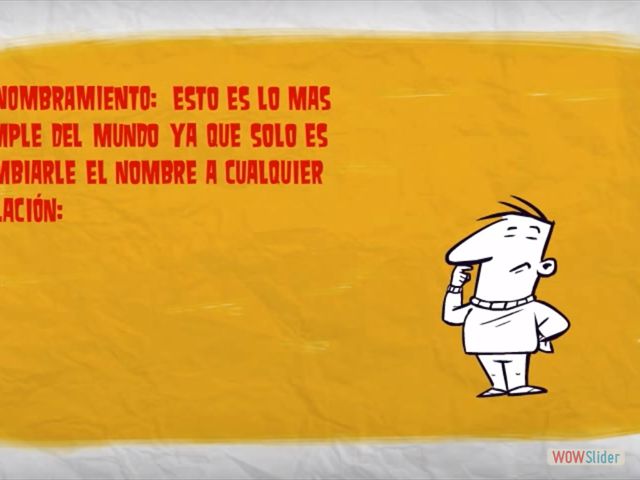 NOMBRAMIENTO: ESTO ES LO MAS
MPLE DEL MUNDO YA QUE SOLO ES
MBIARLE EL NOMBRE A CUALQUIER
LACIÓN:
WOWSlider